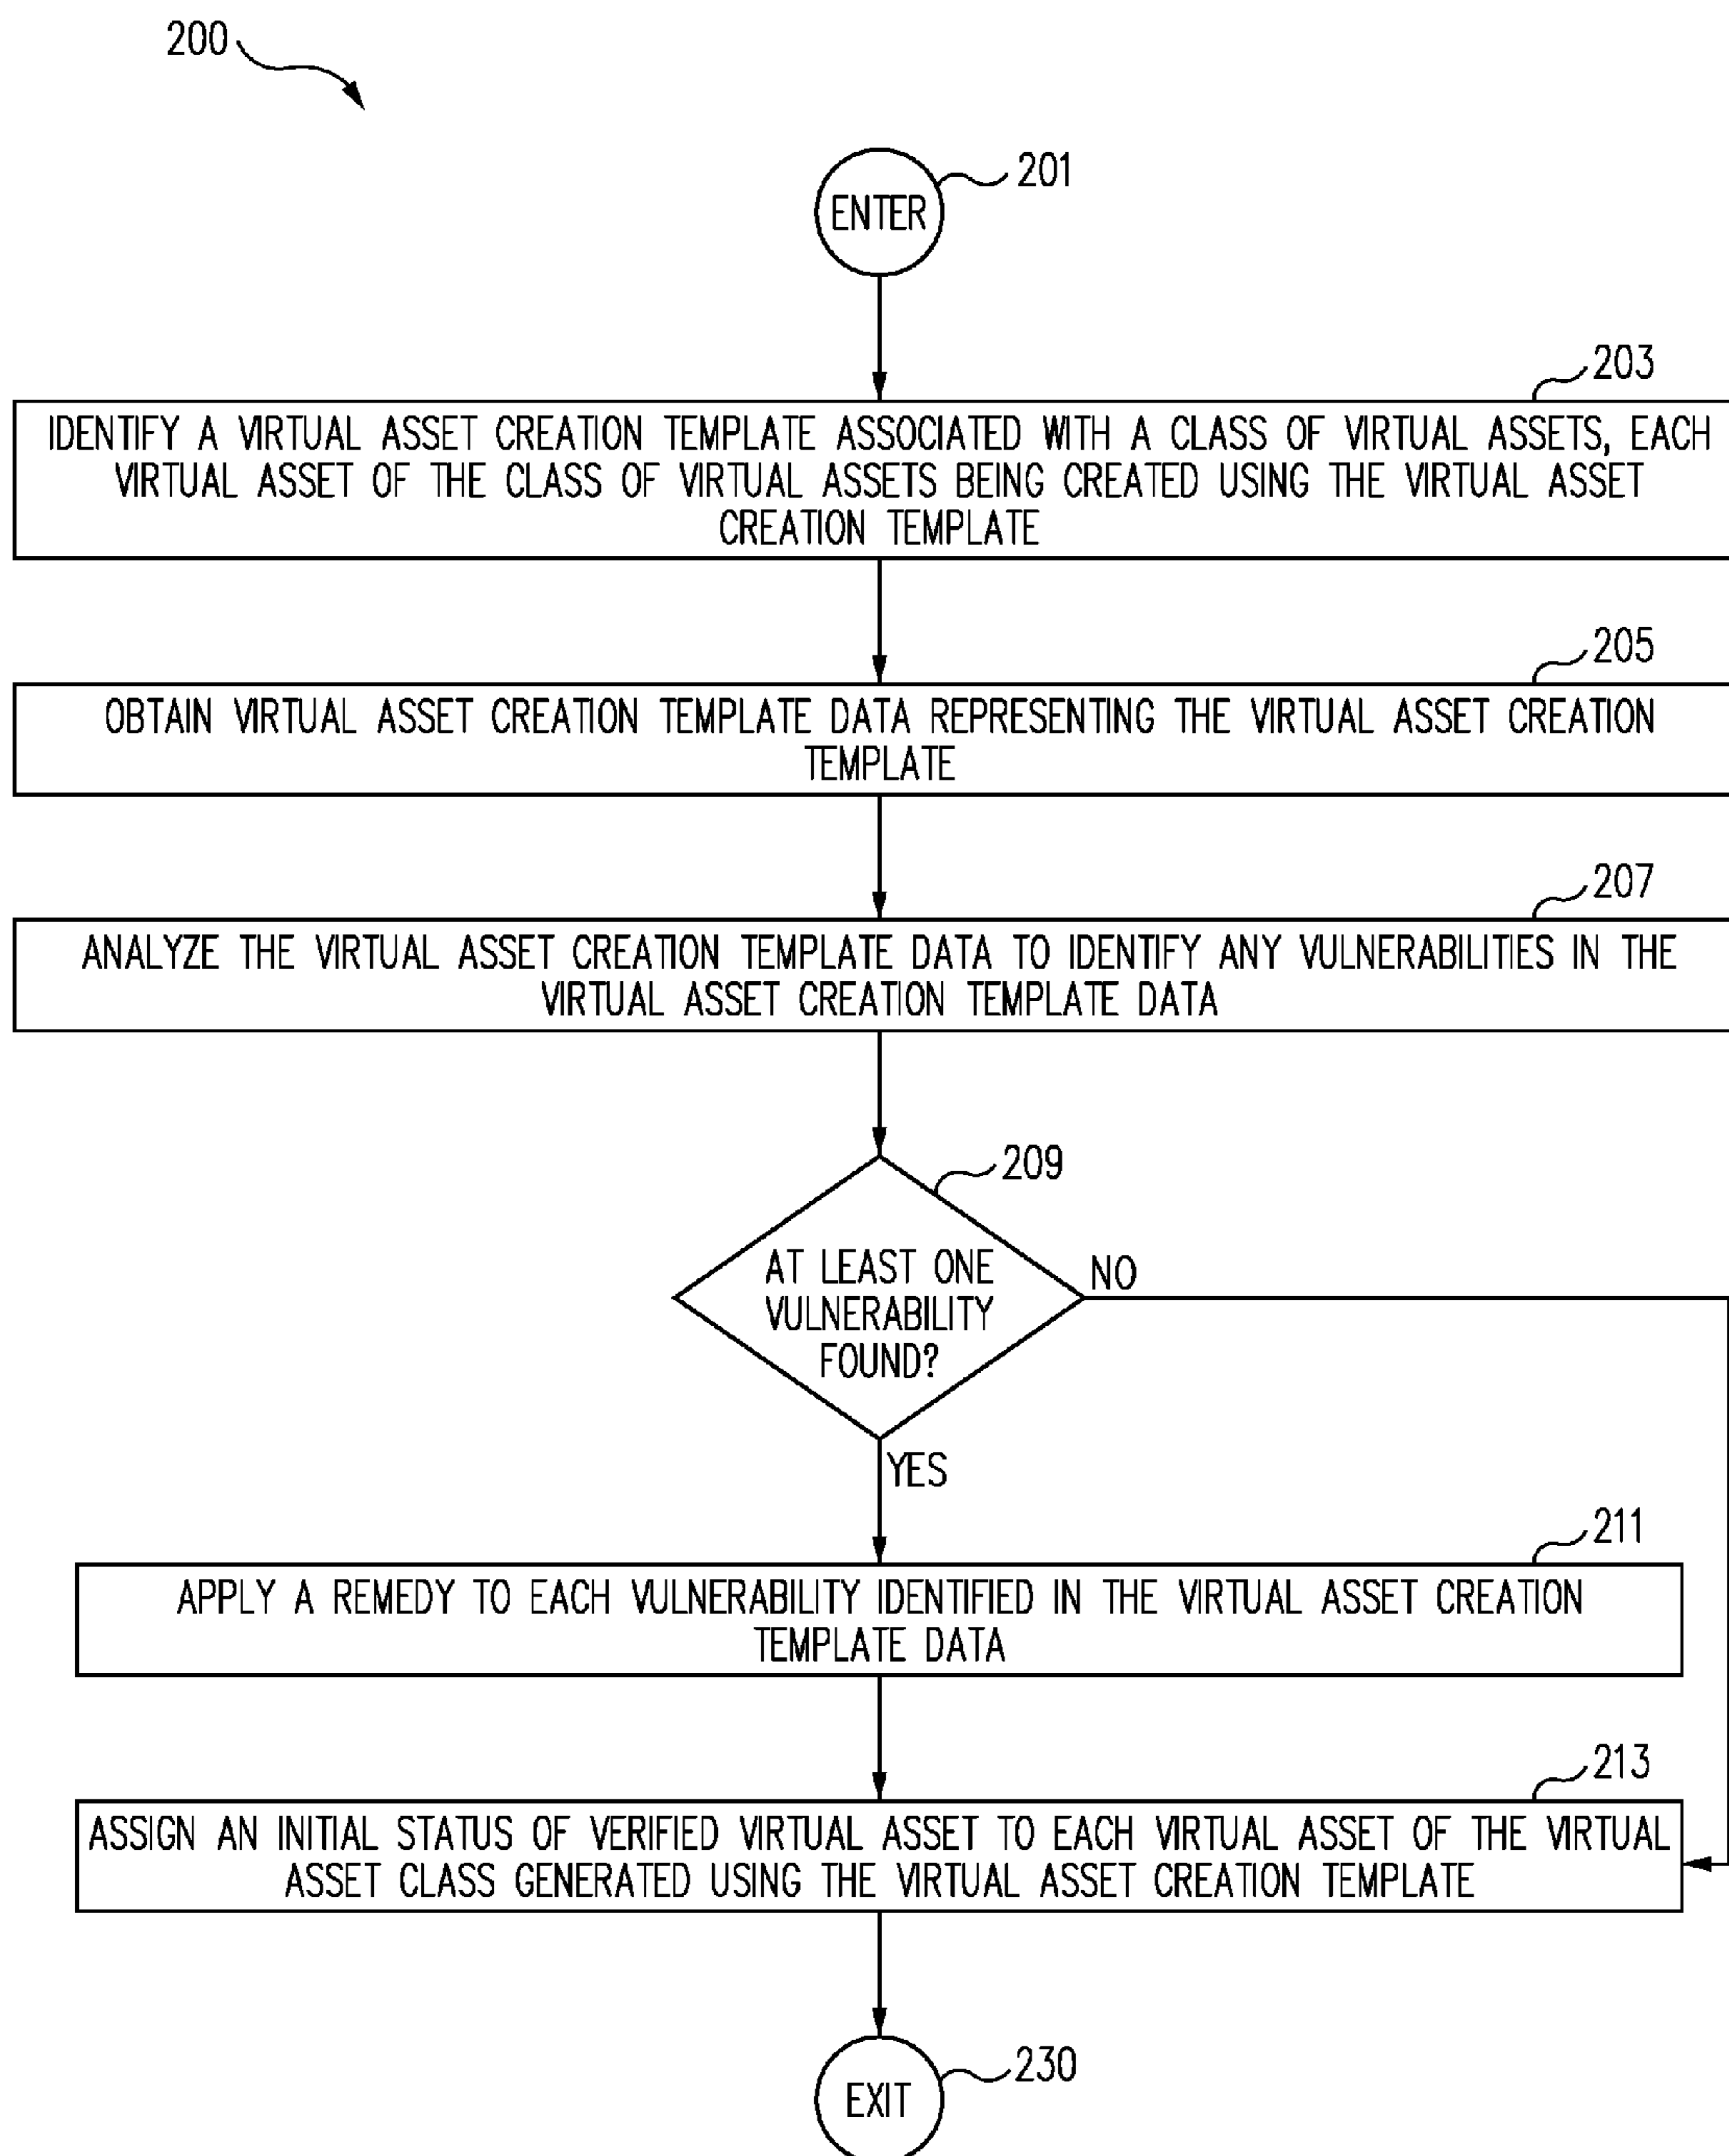 200
ENTER
201
203
IDENTIFY A VIRTUAL ASSET CREATION TEMPLATE ASSOCIATED WITH A CLASS OF VIRTUAL ASSETS, EACH
VIRTUAL ASSET OF THE CLASS OF VIRTUAL ASSETS BEING CREATED USING THE VIRTUAL ASSET
CREATION TEMPLATE
205
OBTAIN VIRTUAL ASSET CREATION TEMPLATE DATA REPRESENTING THE VIRTUAL ASSET CREATION
TEMPLATE
207
ANALYZE THE VIRTUAL ASSET CREATION TEMPLATE DATA TO IDENTIFY ANY VULNERABILITIES IN THE
VIRTUAL ASSET CREATION TEMPLATE DATA
209
AT LEAST ONE
VULNERABILITY
FOUND?
NO
YES
211
APPLY A REMEDY TO EACH VULNERABILITY IDENTIFIED IN THE VIRTUAL ASSET CREATION
TEMPLATE DATA
213
ASSIGN AN INITIAL STATUS OF VERIFIED VIRTUAL ASSET TO EACH VIRTUAL ASSET OF THE VIRTUAL
ASSET CLASS GENERATED USING THE VIRTUAL ASSET CREATION TEMPLATE
230
EXIT